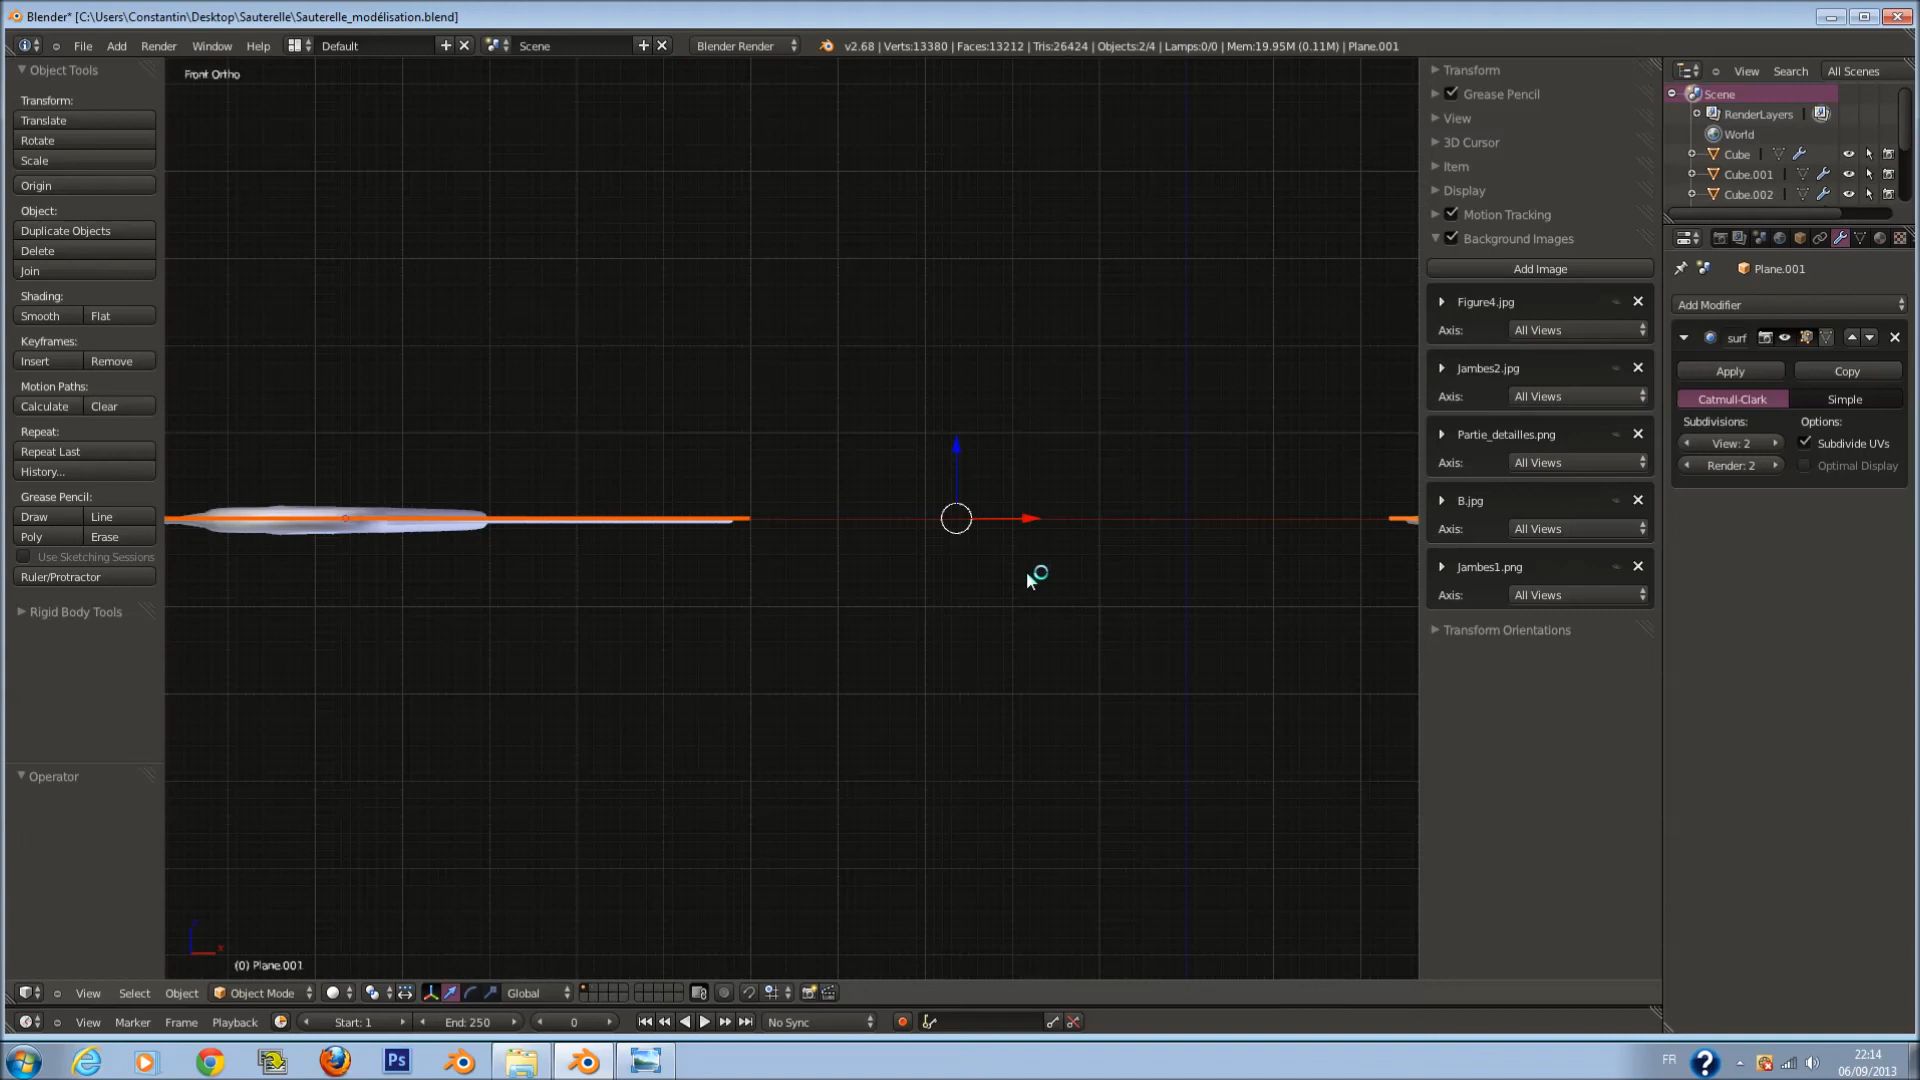 Blender* [C:\Users\Constantin\Desktop\Sauterelle\Sauterelle_modélisation.blend]
File Add Render Window Help Default Scene Blender Render v2.68 | Verts:13380 | Faces:13212 | Tris:26424 | Objects:2/4 | Lamps:0/0 | Mem:19.95M (0.11M) | Plane.001
Object Tools
Transform:
Translate
Rotate
Scale
Origin
Object:
Duplicate Objects
Delete
Join
Shading:
Smooth Flat
Keyframes:
Insert Remove
Motion Paths:
Calculate Clear
Repeat:
Repeat Last
History...
Grease Pencil:
Draw Line
Poly Erase
Use Sketching Sessions
Ruler/Protractor
Rigid Body Tools
Operator
Front Ortho
x
(0) Plane.001
Transform
Grease Pencil
View
3D Cursor
Item
Display
Motion Tracking
Background Images
Add Image
Figure4.jpg
Axis: All Views
Jambes2.jpg
Axis: All Views
Partie_detailles.png
Axis: All Views
B.jpg
Axis: All Views
Jambes1.png
Axis: All Views
Transform Orientations
View Search All Scenes
Scene
RenderLayers
World
Cube
Cube.001
Cube.002
Plane.001
Add Modifier
surf
Apply Copy
Catmull-Clark Simple
Subdivisions: Options:
View: 2 Subdivide UVs
Render: 2 Optimal Display
View Select Object Object Mode Global
View Marker Frame Playback Start: 1 End: 250 0 No Sync
Ps
FR
22:14
06/09/2013